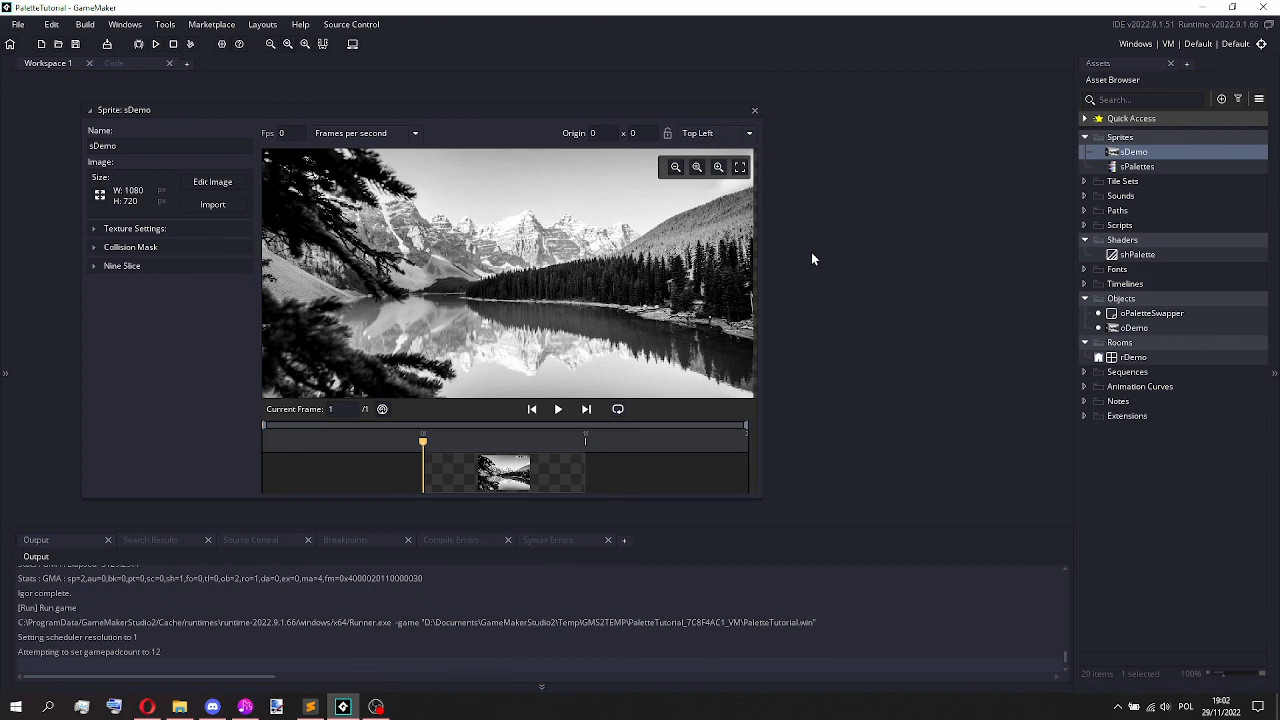 PaletteTutorial - GameMaker
File Edit Build Windows Tools Marketplace Layouts Help Source Control
IDE v2022.9.1.51 Runtime v2022.9.1.66
Windows | VM | Default | Default
Workspace 1
Code
Assets
Asset Browser
Search...
Quick Access
Sprites
sDemo
sPalettes
Tile Sets
Sounds
Paths
Scripts
Shaders
shPalette
Fonts
Timelines
Objects
oPaletteSwapper
oDemo
Rooms
rDemo
Sequences
Animation Curves
Notes
Extensions
20 items 1 selected 100%
Sprite: sDemo
Name:
sDemo
Image:
Size:
W: 1080 px
H: 720 px
Edit Image
Import
Texture Settings:
Collision Mask
Nine Slice
Fps 0 Frames per second
Origin 0 x 0 Top Left
Current Frame: 1 /1
0f
1f
2
Output
Search Results
Source Control
Breakpoints
Compile Errors
Syntax Errors
Output
Stats : GMA : sp=2,au=0,bk=0,pt=0,sc=0,sh=1,fo=0,tl=0,ob=2,ro=1,da=0,ex=0,ma=4,fm=0x4000020110000030
Igor complete.
[Run] Run game
C:\ProgramData/GameMakerStudio2/Cache/runtimes\runtime-2022.9.1.66/windows/x64/Runner.exe -game "D:\Documents\GameMakerStudio2\Temp\GMS2TEMP\PaletteTutorial_7C8F4AC1_VM\PaletteTutorial.win"
Setting scheduler resolution to 1
Attempting to set gamepadcount to 12
POL
19:02
29/11/2022